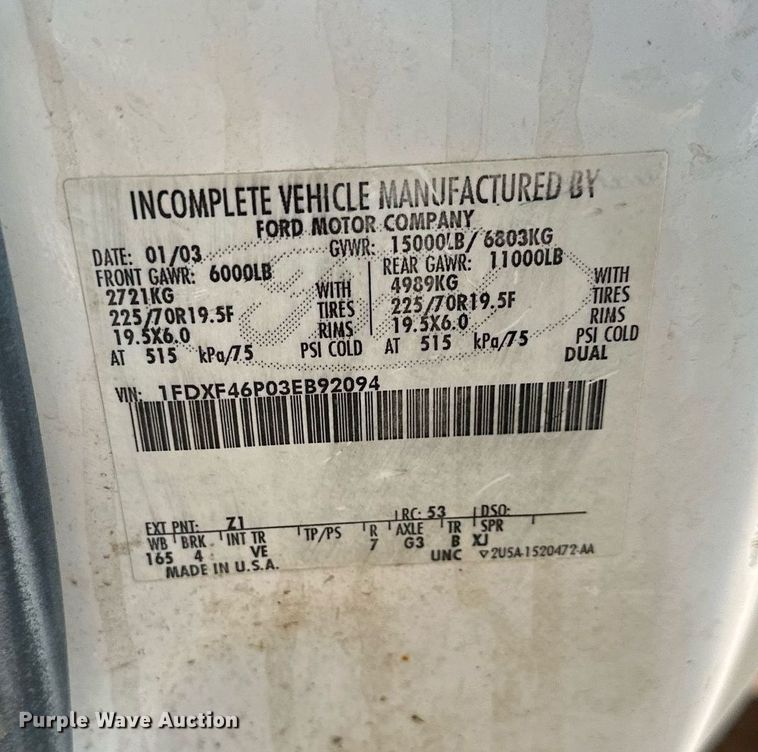 INCOMPLETE VEHICLE MANUFACTURED BY
FORD MOTOR COMPANY
DATE: 01/03 GVWR: 15000LB/ 6803KG
FRONT GAWR: 6000LB REAR GAWR: 11000LB
2721KG WITH 4989KG WITH
225/70R19.5F TIRES 225/70R19.5F TIRES
19.5X6.0 RIMS 19.5X6.0 RIMS
AT 515 kPa/75 PSI COLD AT 515 kPa/75 PSI COLD
DUAL
VIN: 1FDXF46P03EB92094
EXT PNT: Z1 RC: 53 DSO:
WB BRK INT TR TP/PS R AXLE TR SPR
165 4 VE 7 G3 B XJ
MADE IN U.S.A. UNC ▽2U5A-1520472-AA
Purple Wave Auction